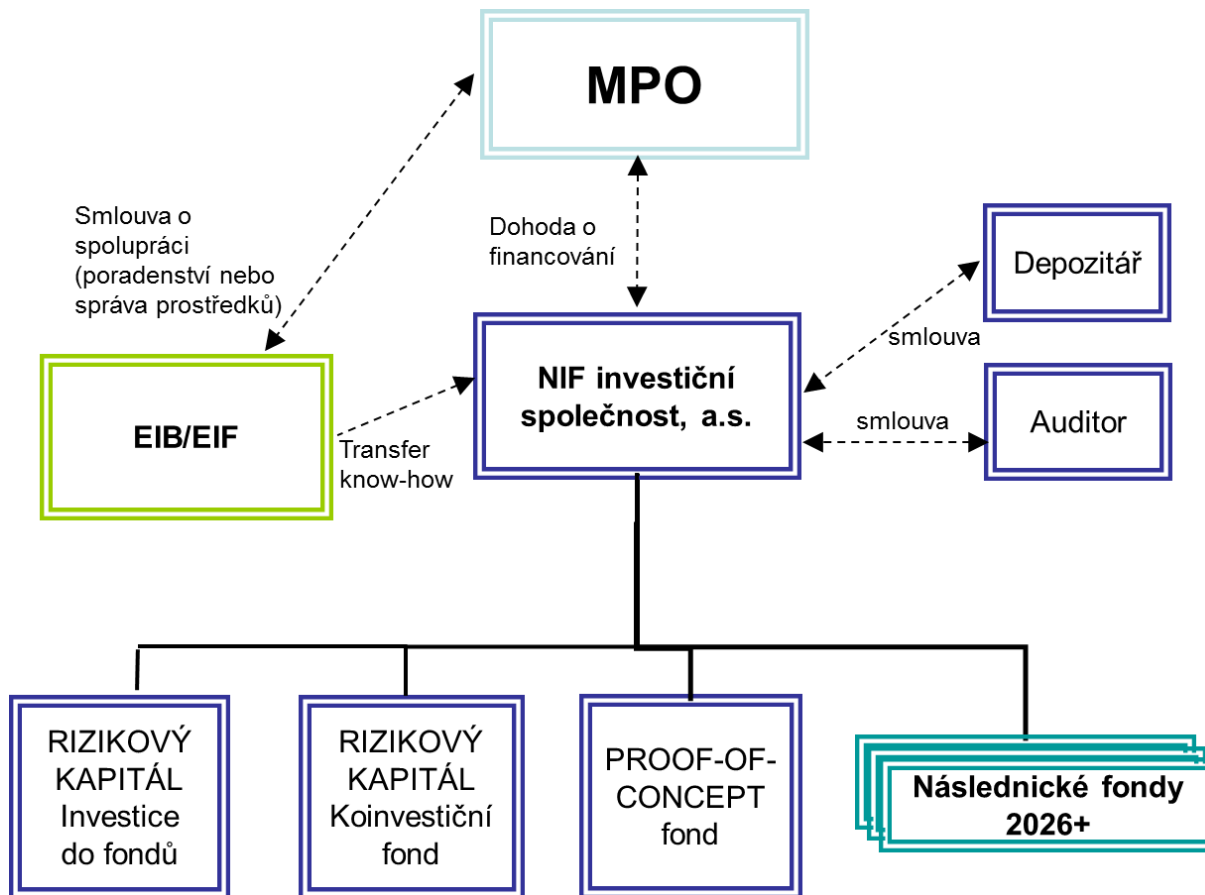 MPO
Smlouva o
spolupráci
(poradenství nebo
správa prostředků)
Dohoda o
financování
Depozitář
smlouva
EIB/EIF
Transfer
know-how
NIF investiční
společnost, a.s.
smlouva
Auditor
RIZIKOVÝ
KAPITÁL
Investice
do fondů
RIZIKOVÝ
KAPITÁL
Koinvestiční
fond
PROOF-OF-
CONCEPT
fond
Následnické fondy
2026+